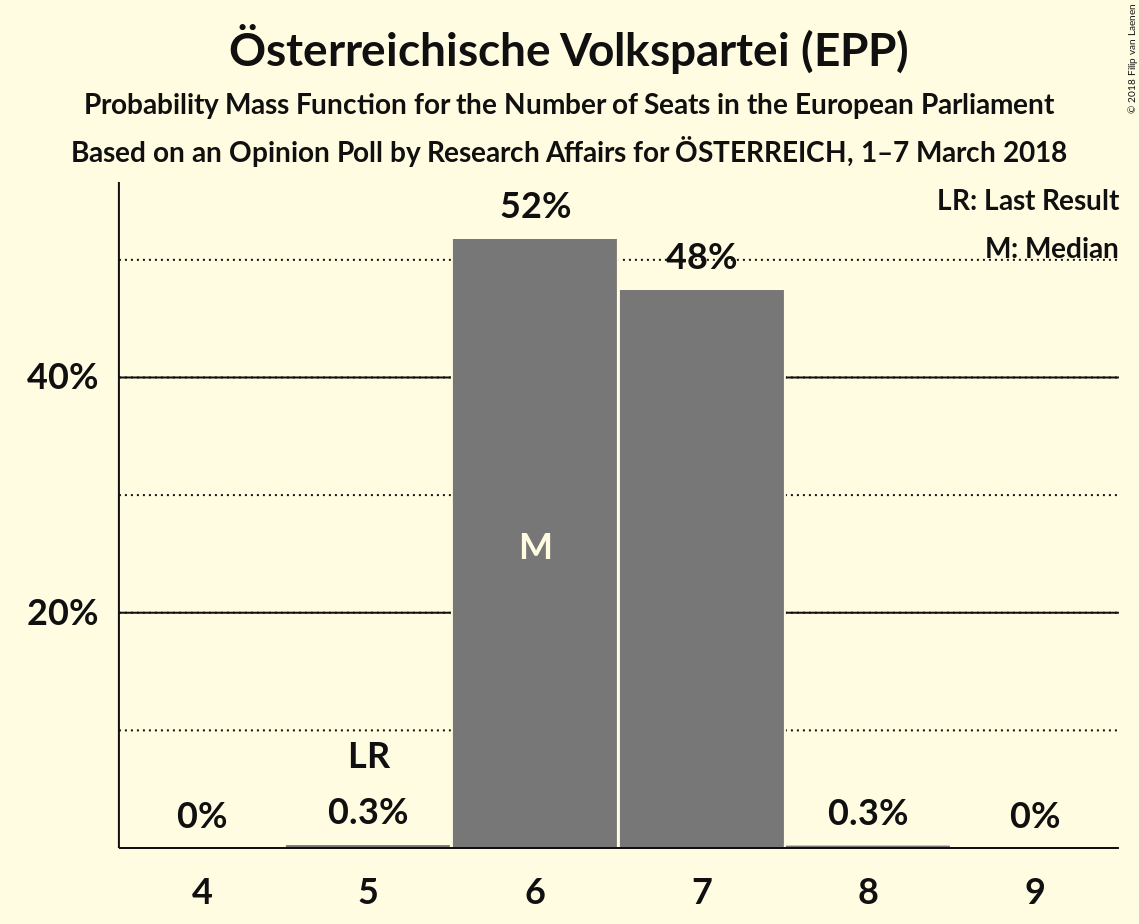 Österreichische Volkspartei (EPP)
Probability Mass Function for the Number of Seats in the European Parliament
Based on an Opinion Poll by Research Affairs for ÖSTERREICH, 1–7 March 2018
© 2018 Filip van Laenen
LR: Last Result
M: Median
52%
48%
40%
M
20%
LR
0%
0.3%
0.3%
0%
4
5
6
7
8
9